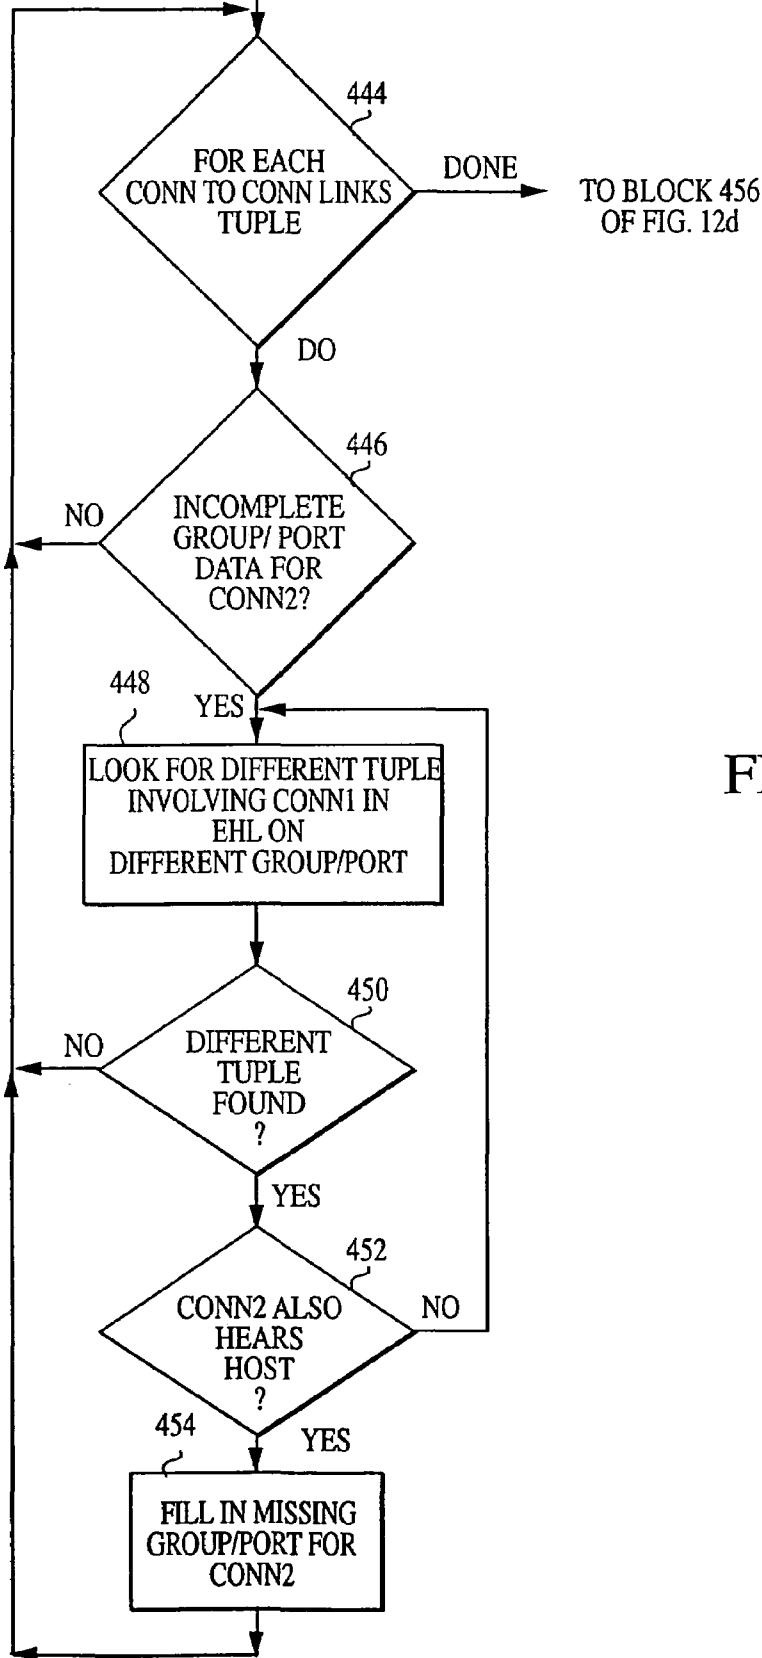 444
FOR EACH
CONN TO CONN LINKS
TUPLE
DONE
TO BLOCK 456
OF FIG. 12d
DO
446
INCOMPLETE
GROUP/ PORT
DATA FOR
CONN2?
NO
448
YES
LOOK FOR DIFFERENT TUPLE
INVOLVING CONN1 IN
EHL ON
DIFFERENT GROUP/PORT
450
DIFFERENT
TUPLE
FOUND
?
NO
YES
452
CONN2 ALSO
HEARS
HOST
?
NO
454
YES
FILL IN MISSING
GROUP/PORT FOR
CONN2